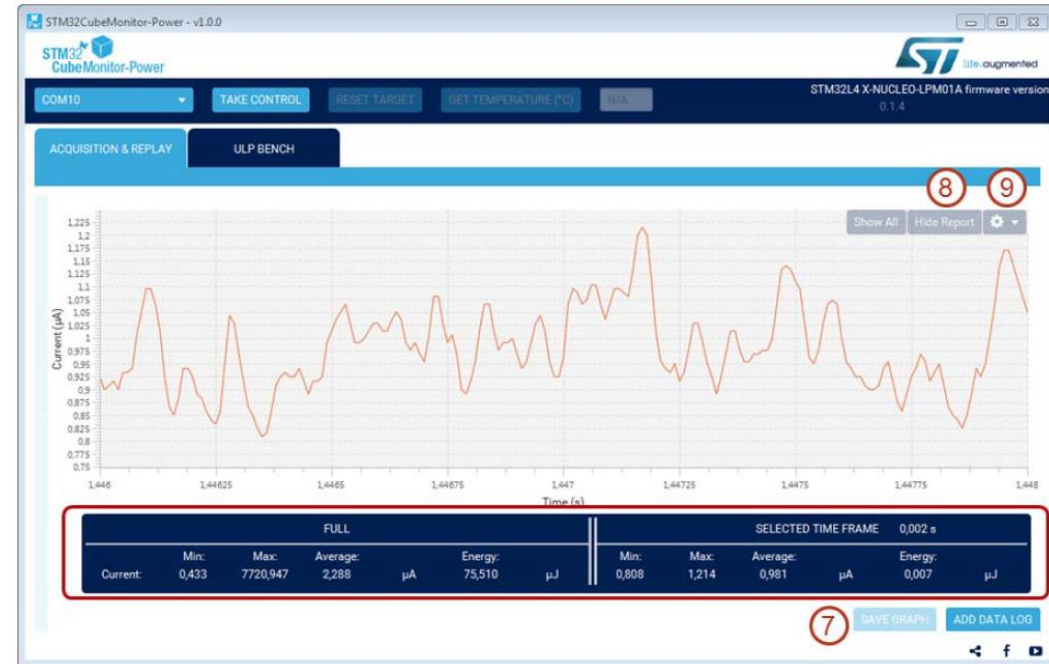 STM32CubeMonitor-Power - v1.0.0
STM32
CubeMonitor-Power
ST life.augmented
COM10 TAKE CONTROL RESET TARGET GET TEMPERATURE (°C) N/A
STM32L4 X-NUCLEO-LPM01A firmware version
0.1.4
ACQUISITION & REPLAY ULP BENCH
8 9
Show All Hide Report
1,225
1,2
1,175
1,15
1,125
1,1
1,075
1,05
1,025
1
0,975
0,95
0,925
0,9
0,875
0,85
0,825
0,8
0,775
0,75
Current (µA)
1,446 1,44625 1,4465 1,44675 1,447 1,44725 1,4475 1,44775 1,448
Time (s)
FULL SELECTED TIME FRAME 0,002 s
Min: Max: Average: Energy: Min: Max: Average: Energy:
Current: 0,433 7720,947 2,288 µA 75,510 µJ 0,808 1,214 0,981 µA 0,007 µJ
7 SAVE GRAPH ADD DATA LOG